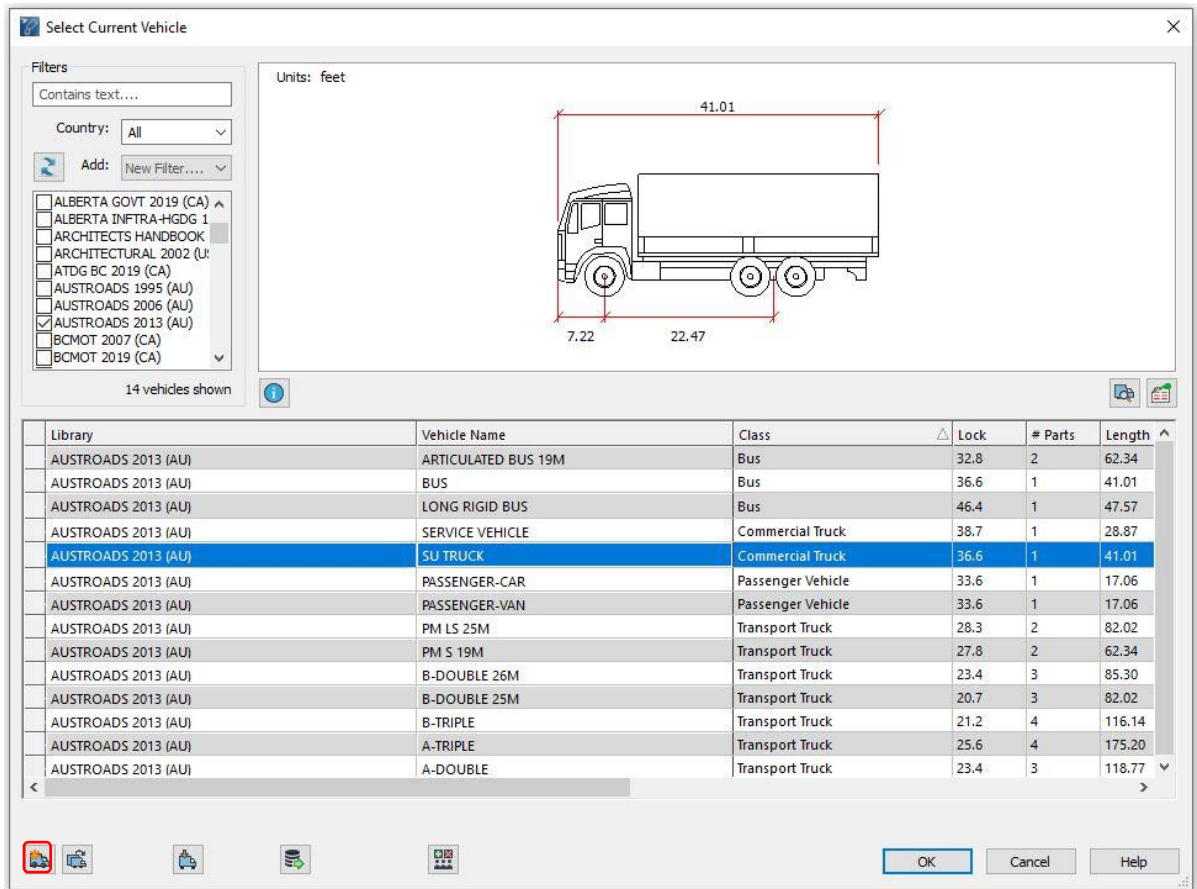 Select Current Vehicle
Filters
Contains text....
Country: All
Add: New Filter....
ALBERTA GOVT 2019 (CA)
ALBERTA INFTRA-HGDG 1
ARCHITECTS HANDBOOK
ARCHITECTURAL 2002 (U
ATDG BC 2019 (CA)
AUSTROADS 1995 (AU)
AUSTROADS 2006 (AU)
AUSTROADS 2013 (AU)
BCMOT 2007 (CA)
BCMOT 2019 (CA)
14 vehicles shown
Units: feet
41.01
7.22 22.47
Library Vehicle Name Class Lock # Parts Length
AUSTROADS 2013 (AU) ARTICULATED BUS 19M Bus 32.8 2 62.34
AUSTROADS 2013 (AU) BUS Bus 36.6 1 41.01
AUSTROADS 2013 (AU) LONG RIGID BUS Bus 46.4 1 47.57
AUSTROADS 2013 (AU) SERVICE VEHICLE Commercial Truck 38.7 1 28.87
AUSTROADS 2013 (AU) SU TRUCK Commercial Truck 36.6 1 41.01
AUSTROADS 2013 (AU) PASSENGER-CAR Passenger Vehicle 33.6 1 17.06
AUSTROADS 2013 (AU) PASSENGER-VAN Passenger Vehicle 33.6 1 17.06
AUSTROADS 2013 (AU) PM LS 25M Transport Truck 28.3 2 82.02
AUSTROADS 2013 (AU) PM S 19M Transport Truck 27.8 2 62.34
AUSTROADS 2013 (AU) B-DOUBLE 26M Transport Truck 23.4 3 85.30
AUSTROADS 2013 (AU) B-DOUBLE 25M Transport Truck 20.7 3 82.02
AUSTROADS 2013 (AU) B-TRIPLE Transport Truck 21.2 4 116.14
AUSTROADS 2013 (AU) A-TRIPLE Transport Truck 25.6 4 175.20
AUSTROADS 2013 (AU) A-DOUBLE Transport Truck 23.4 3 118.77
OK Cancel Help